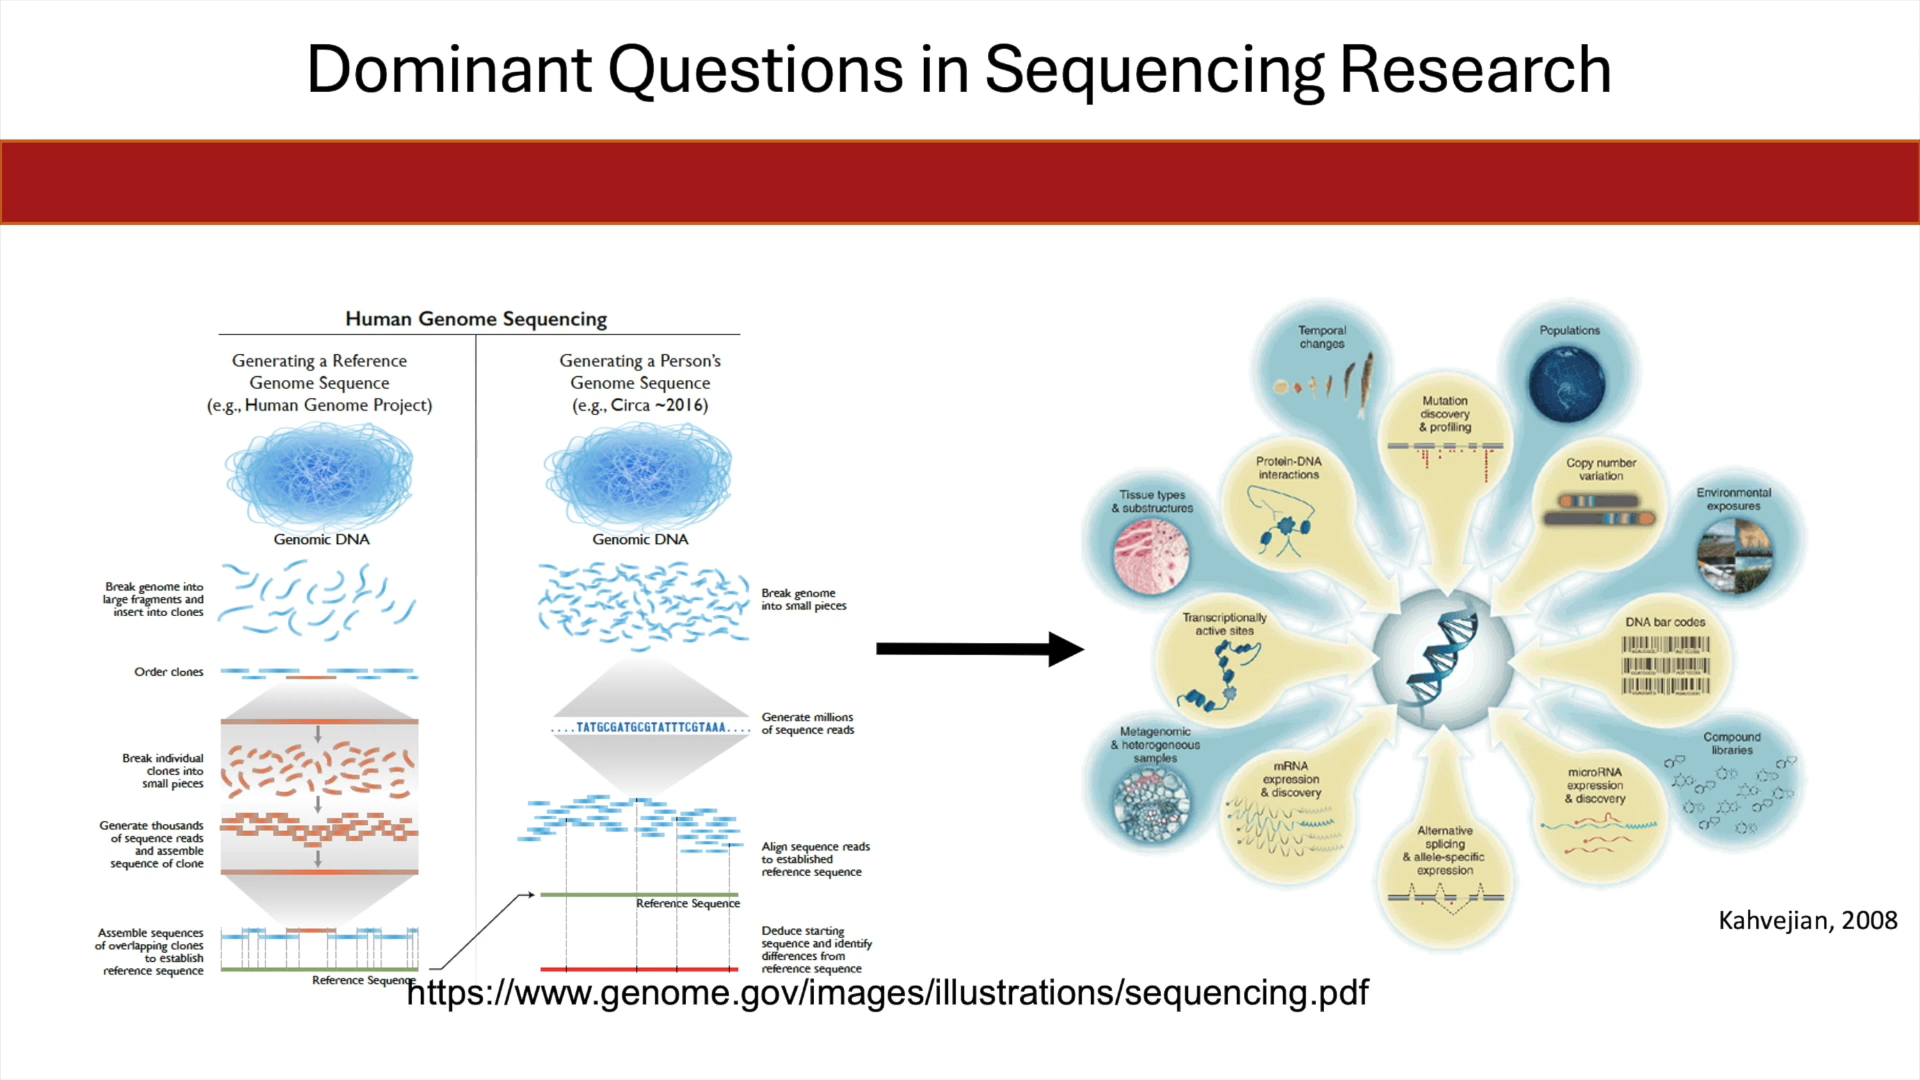 Dominant Questions in Sequencing Research
Human Genome Sequencing
Generating a Reference
Genome Sequence
(e.g., Human Genome Project)
Genomic DNA
Break genome into
large fragments and
insert into clones
Order clones
Break individual
clones into
small pieces
Generate thousands
of sequence reads
and assemble
sequence of clone
Assemble sequences
of overlapping clones
to establish
reference sequence
Reference Sequence
Generating a Person's
Genome Sequence
(e.g., Circa ~2016)
Genomic DNA
Break genome
into small pieces
....TATGCGATGCGTATTTCGTAAA....
Generate millions
of sequence reads
Align sequence reads
to established
reference sequence
Reference Sequence
Deduce starting
sequence and identify
differences from
reference sequence
https://www.genome.gov/images/illustrations/sequencing.pdf
Temporal
changes
Populations
Mutation
discovery
& profiling
Protein-DNA
interactions
Copy number
variation
Tissue types
& substructures
Environmental
exposures
Transcriptionally
active sites
DNA bar codes
Metagenomic
& heterogeneous
samples
Compound
libraries
mRNA
expression
& discovery
microRNA
expression
& discovery
Alternative
splicing
& allele-specific
expression
Kahvejian, 2008